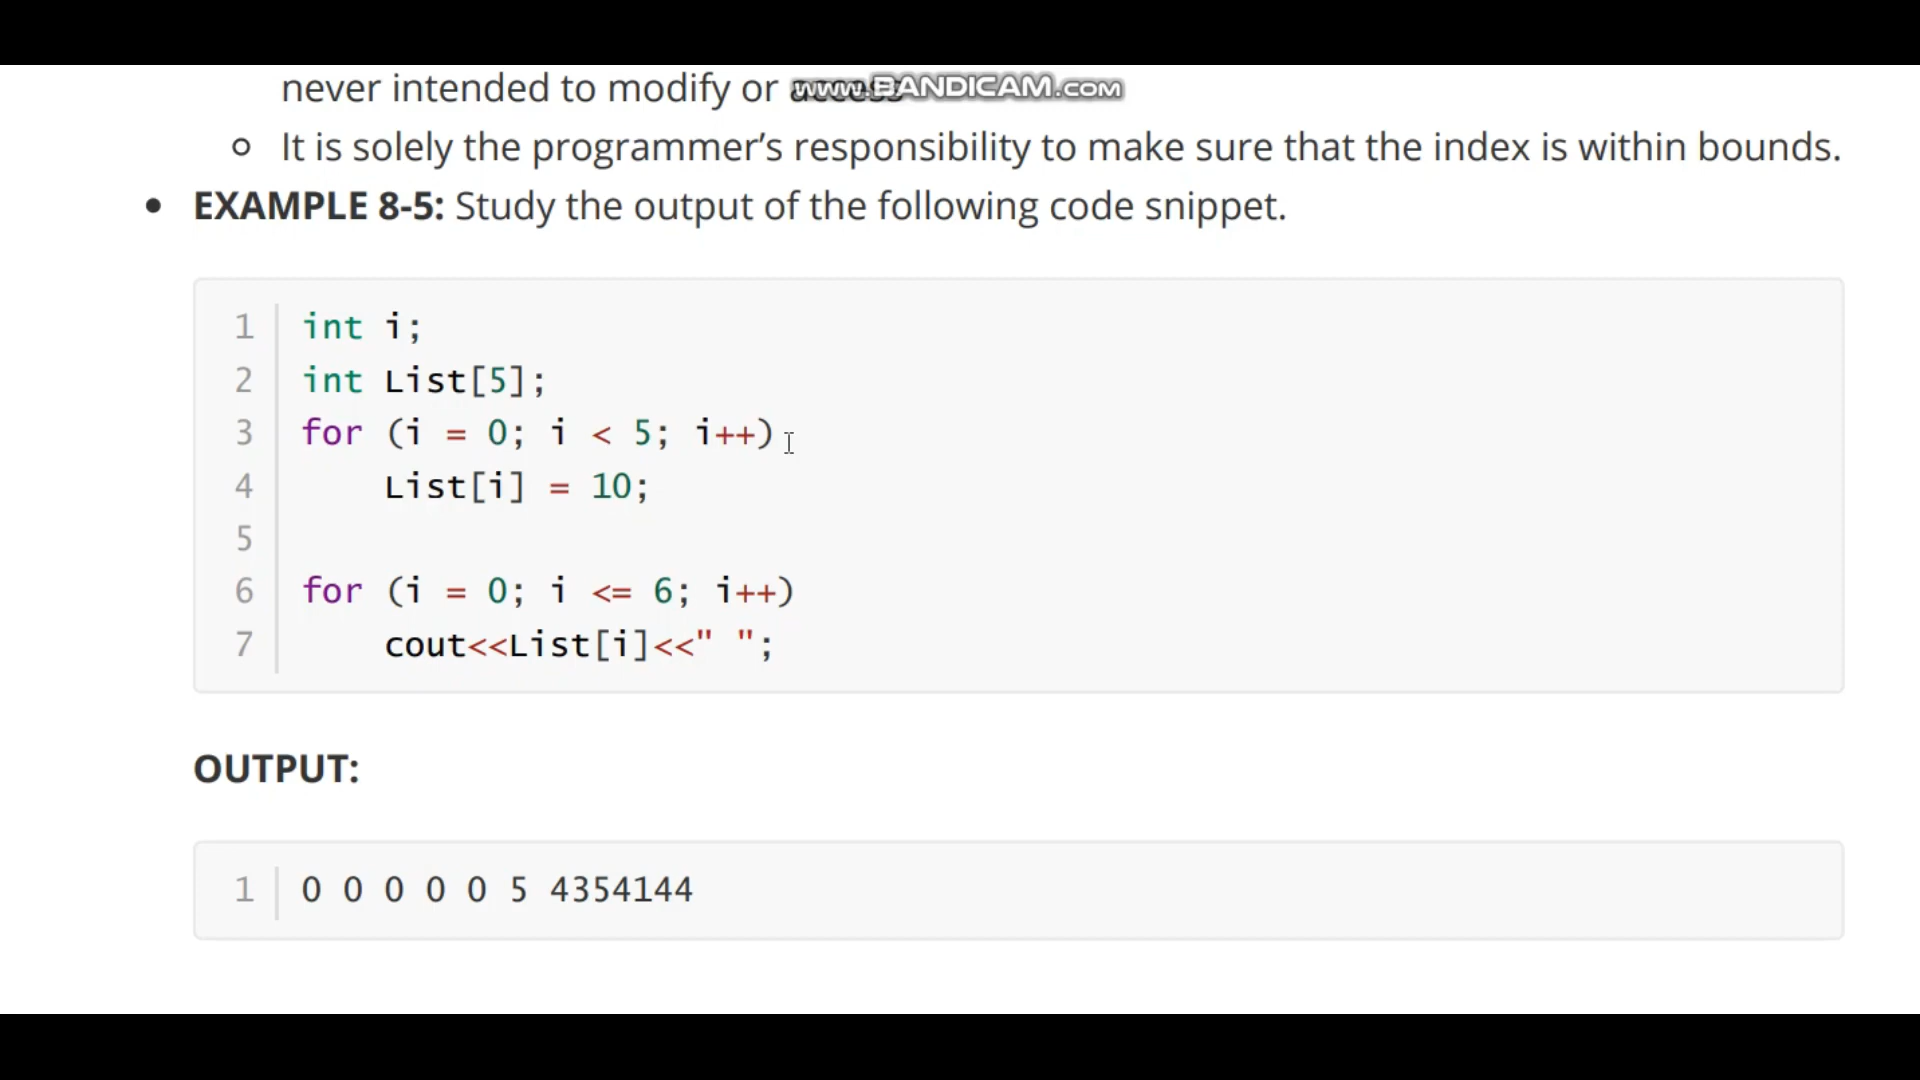 never intended to modify or access
www.BANDICAM.com
It is solely the programmer’s responsibility to make sure that the index is within bounds.
EXAMPLE 8-5: Study the output of the following code snippet.
1 int i;
2 int List[5];
3 for (i = 0; i < 5; i++)
4 List[i] = 10;
5
6 for (i = 0; i <= 6; i++)
7 cout<<List[i]<<" ";
OUTPUT:
1 0 0 0 0 0 5 4354144